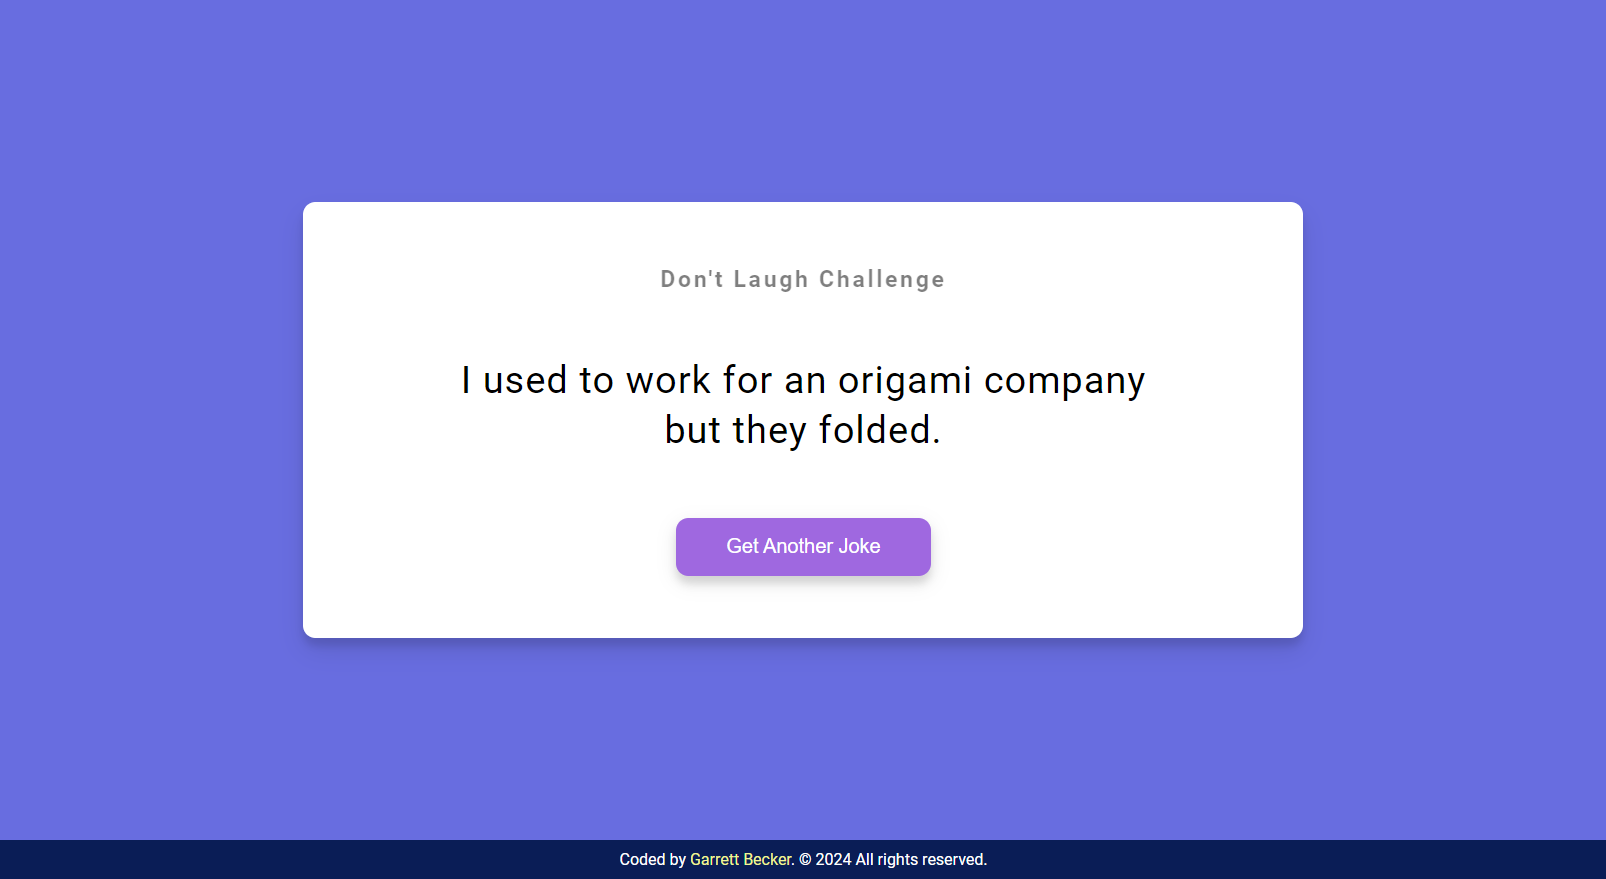 Don't Laugh Challenge
I used to work for an origami company
but they folded.
Get Another Joke
Coded by Garrett Becker. © 2024 All rights reserved.